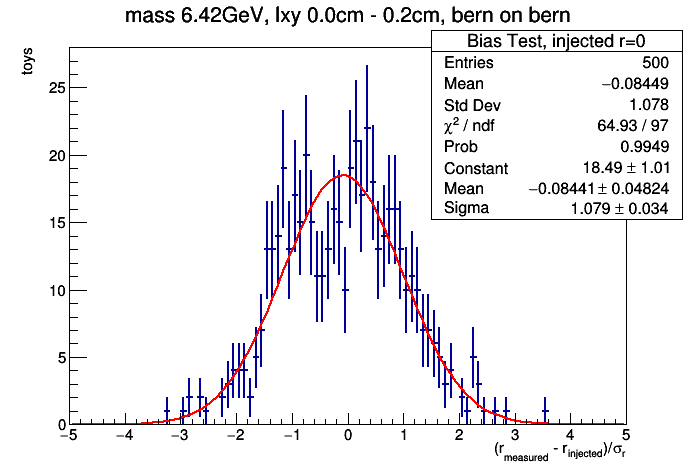 mass 6.42GeV, lxy 0.0cm - 0.2cm, bern on bern
toys
Bias Test, injected r=0
Entries 500
Mean −0.08449
Std Dev 1.078
χ² / ndf 64.93 / 97
Prob 0.9949
Constant 18.49 ± 1.01
Mean −0.08441 ± 0.04824
Sigma 1.079 ± 0.034
25
20
15
10
5
0
−5 −4 −3 −2 −1 0 1 2 3 4 5
(r_measured - r_injected)/σ_r